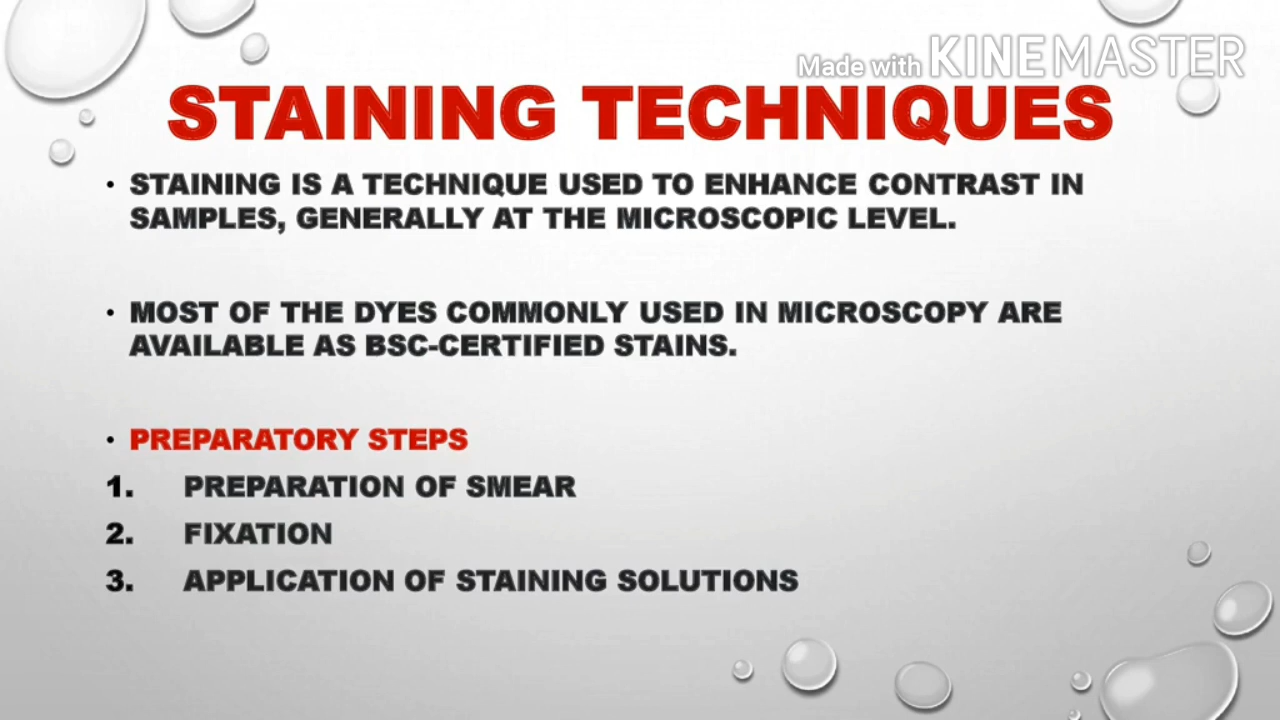 Made with KINEMASTER
STAINING TECHNIQUES
• STAINING IS A TECHNIQUE USED TO ENHANCE CONTRAST IN
SAMPLES, GENERALLY AT THE MICROSCOPIC LEVEL.
• MOST OF THE DYES COMMONLY USED IN MICROSCOPY ARE
AVAILABLE AS BSC-CERTIFIED STAINS.
• PREPARATORY STEPS
1. PREPARATION OF SMEAR
2. FIXATION
3. APPLICATION OF STAINING SOLUTIONS